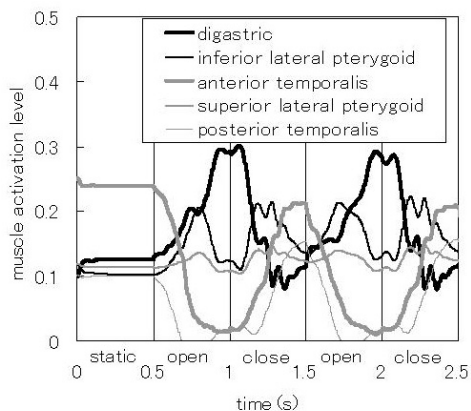 0.5
digastric
inferior lateral pterygoid
anterior temporalis
superior lateral pterygoid
posterior temporalis
0.4
0.3
0.2
0.1
0
muscle activation level
static open close open close
0 0.5 1 1.5 2 2.5
time (s)